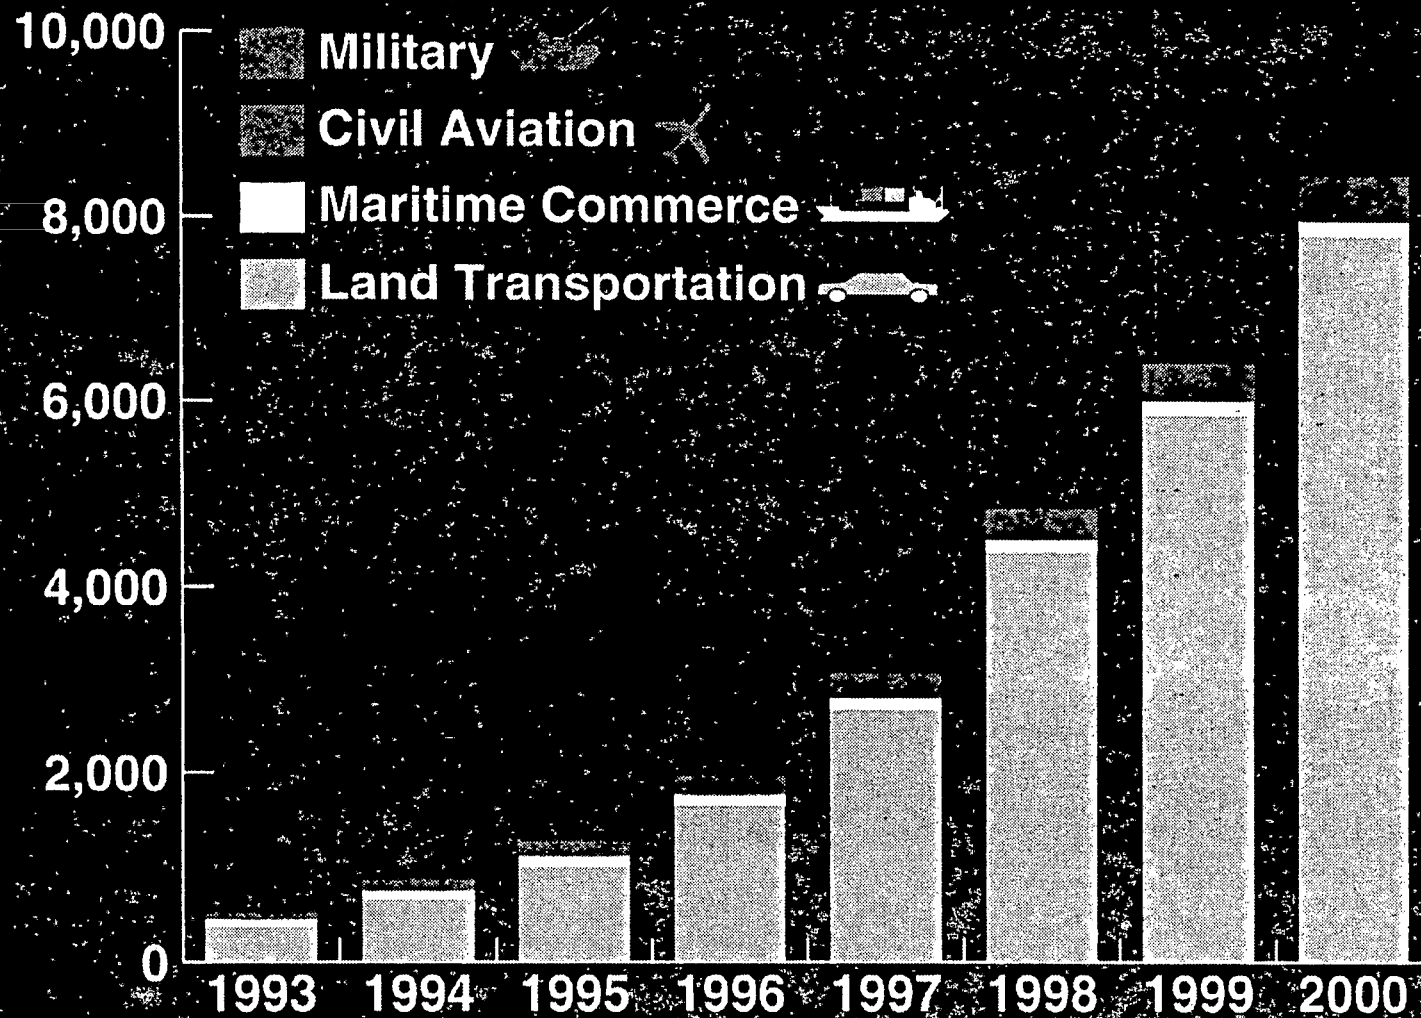 10,000
Military
Civil Aviation
8,000
Maritime Commerce
Land Transportation
6,000
4,000
2,000
0
1993 1994 1995 1996 1997 1998 1999 2000